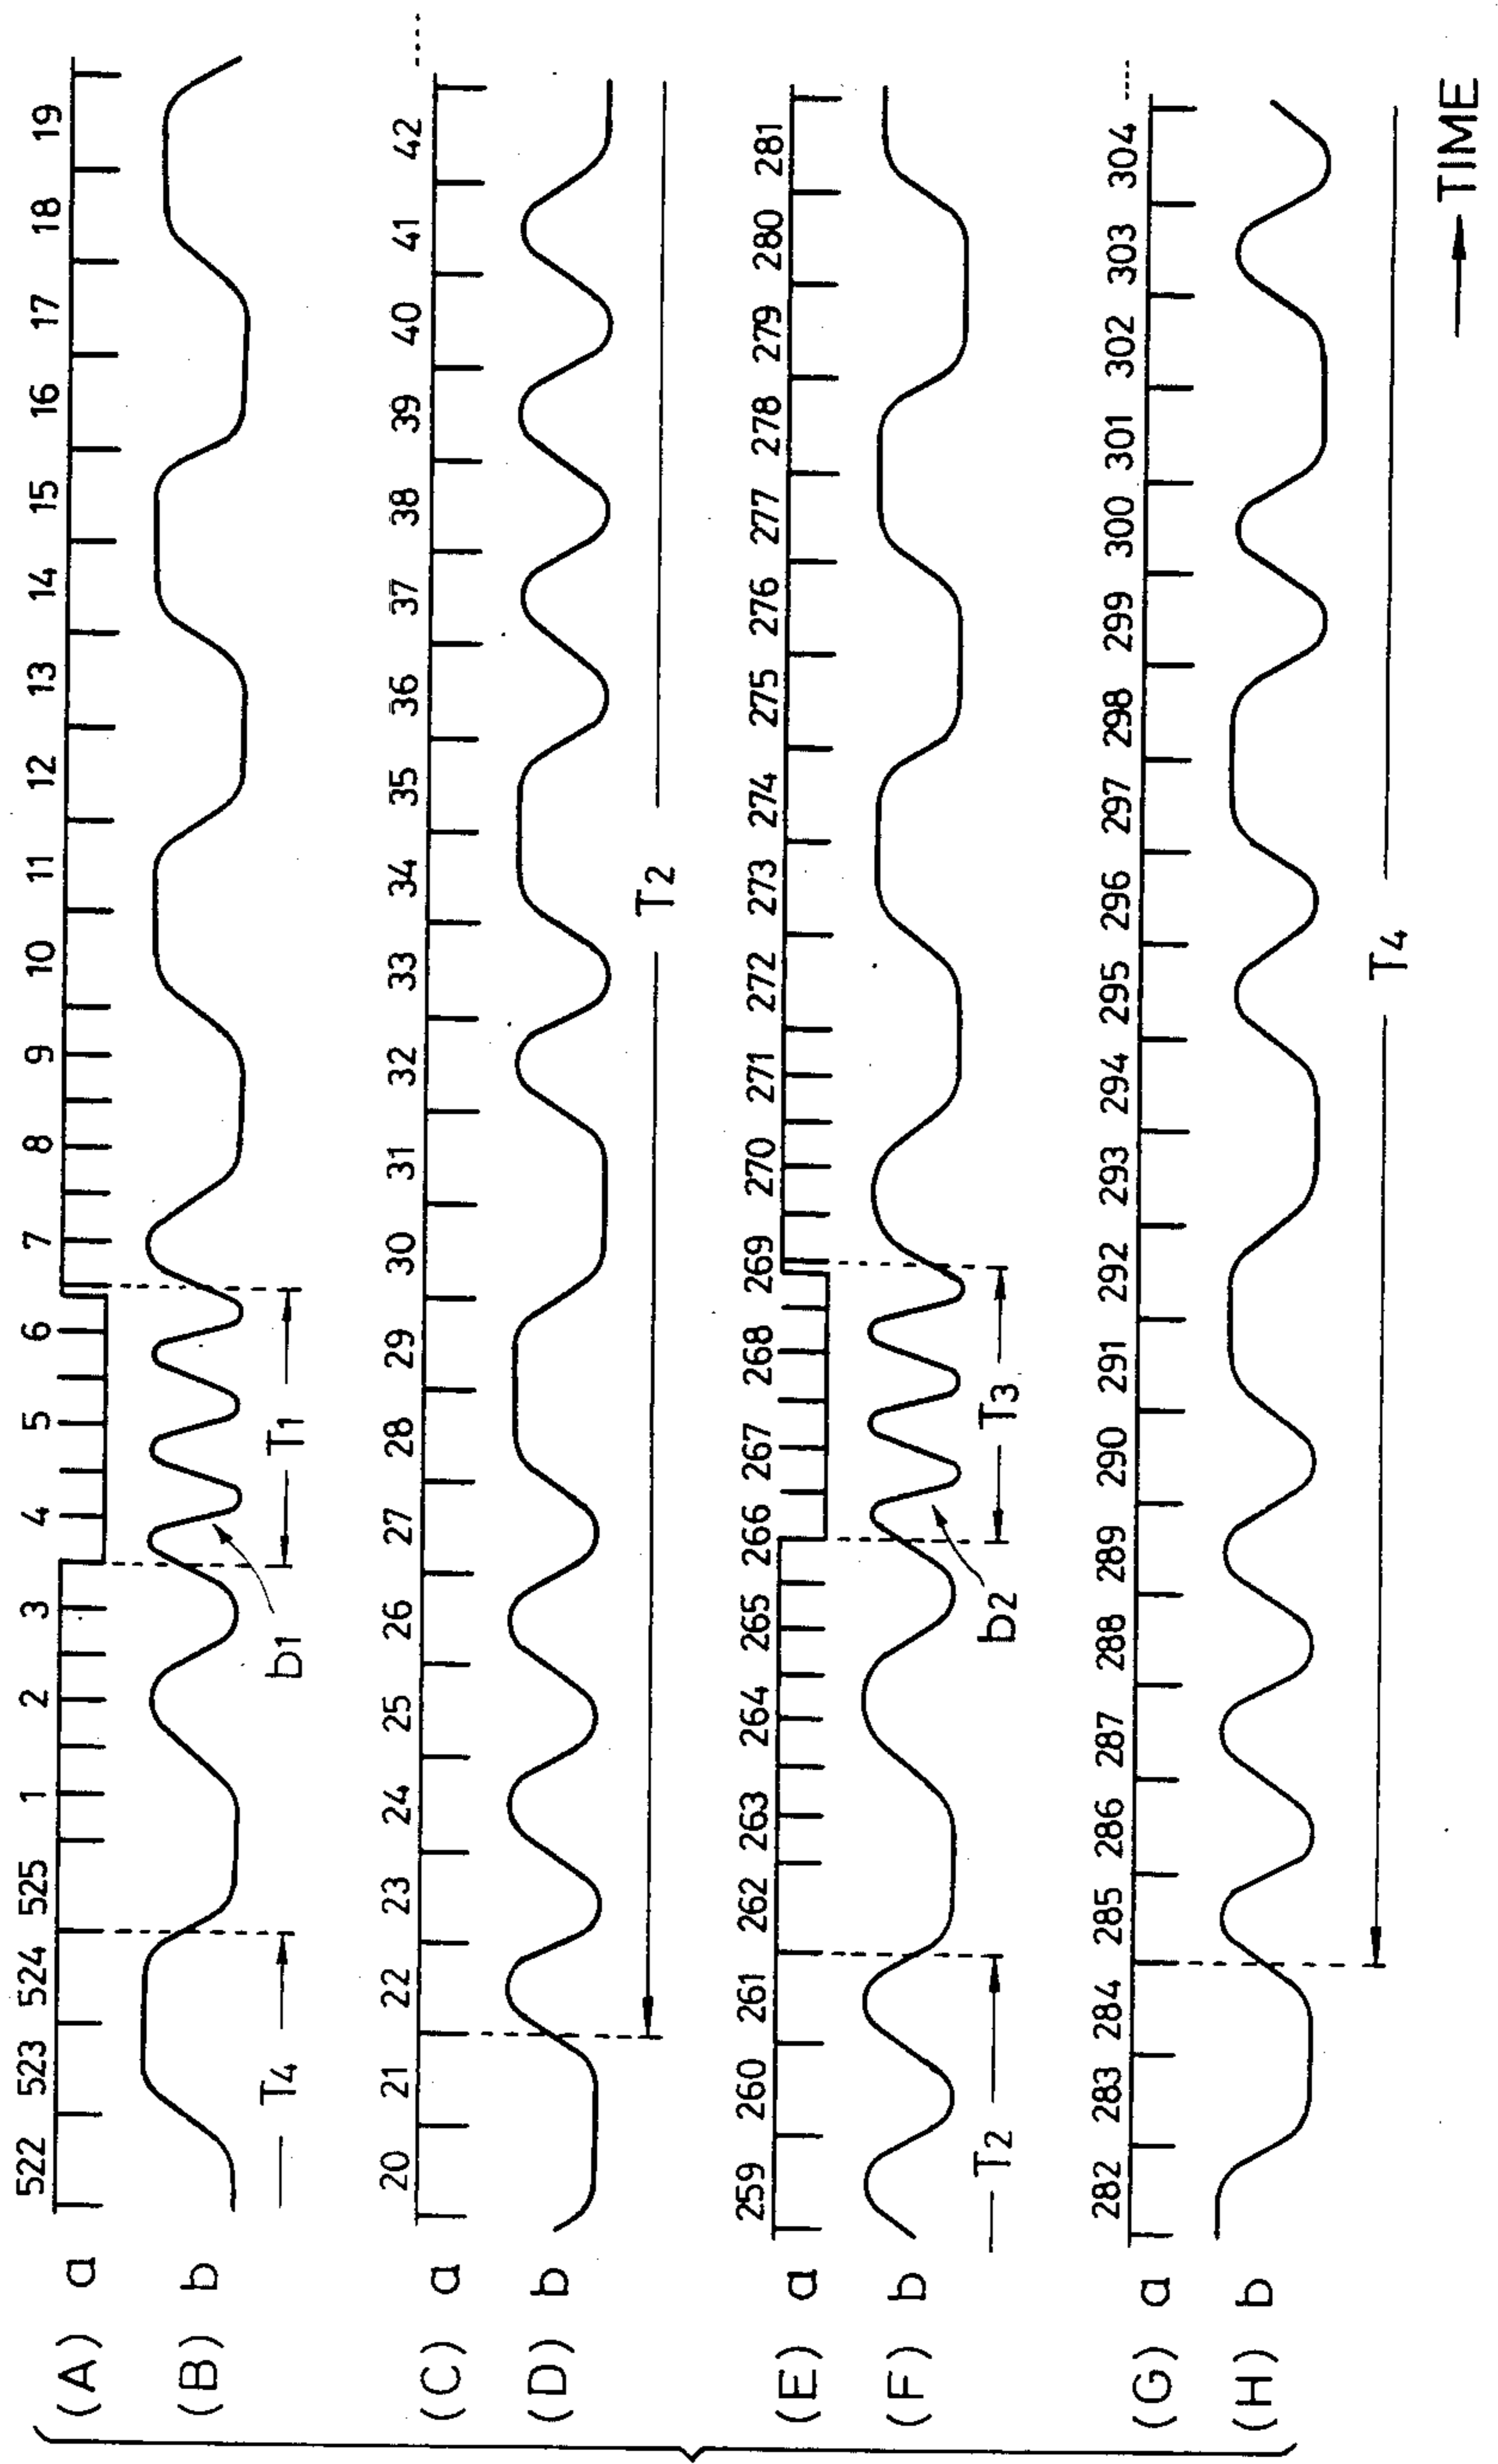 (A) a 522 523 524 525 1 2 3 4 5 6 7 8 9 10 11 12 13 14 15 16 17 18 19
(B) b
T4 b1 T1
(C) a 20 21 22 23 24 25 26 27 28 29 30 31 32 33 34 35 36 37 38 39 40 41 42
(D) b
T2
(E) a 259 260 261 262 263 264 265 266 267 268 269 270 271 272 273 274 275 276 277 278 279 280 281
(F) b
T2 b2 T3
(G) a 282 283 284 285 286 287 288 289 290 291 292 293 294 295 296 297 298 299 300 301 302 303 304
(H) b
T4
TIME